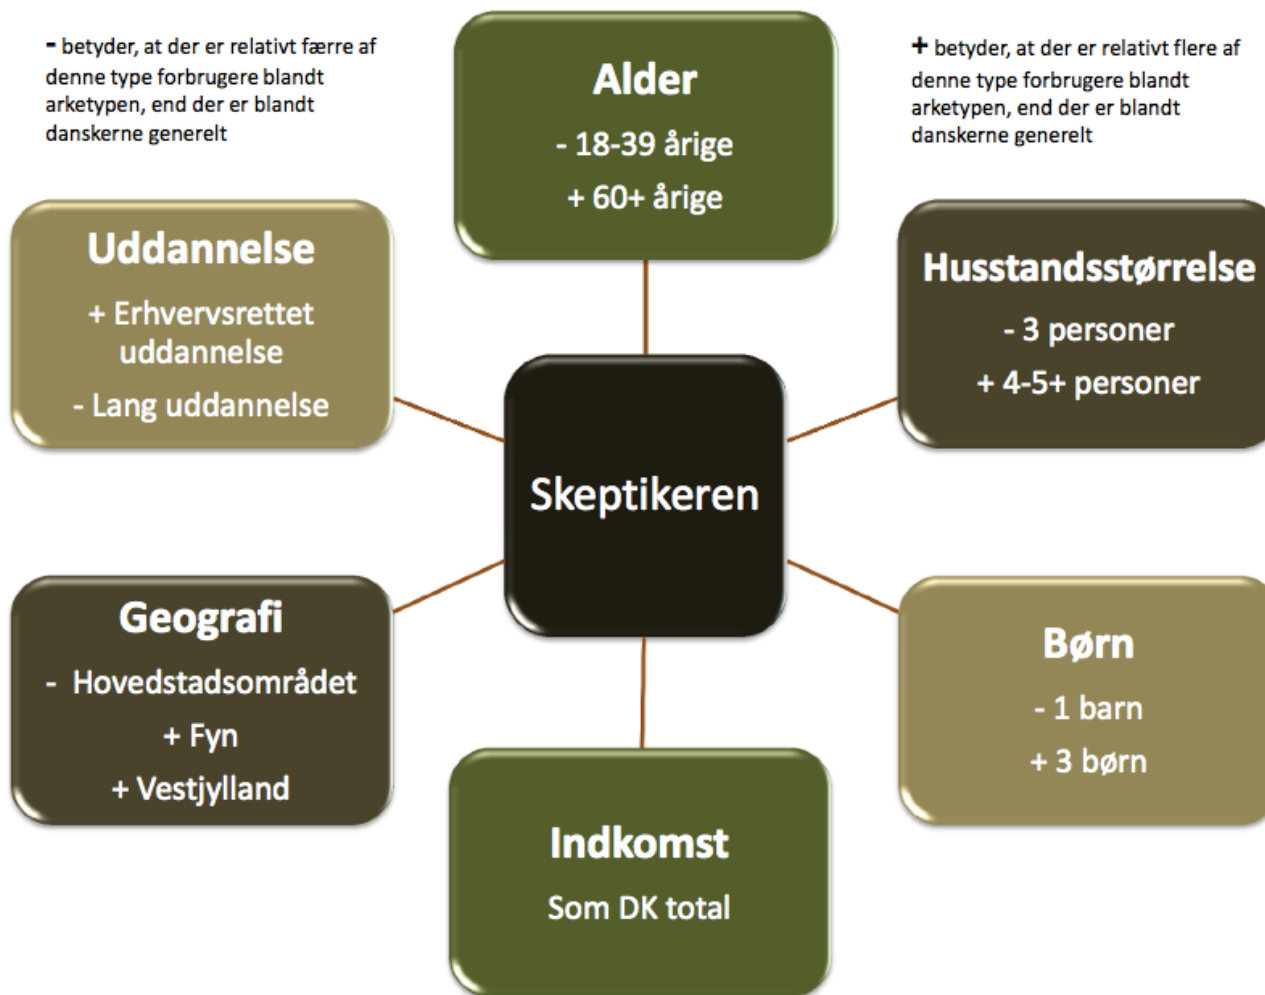 - betyder, at der er relativt færre af
denne type forbrugere blandt
arketypen, end der er blandt
danskerne generelt
Alder
- 18-39 årige
+ 60+ årige
+ betyder, at der er relativt flere af
denne type forbrugere blandt
arketypen, end der er blandt
danskerne generelt
Uddannelse
+ Erhvervsrettet
uddannelse
- Lang uddannelse
Husstandsstørrelse
- 3 personer
+ 4-5+ personer
Skeptikeren
Geografi
- Hovedstadsområdet
+ Fyn
+ Vestjylland
Børn
- 1 barn
+ 3 børn
Indkomst
Som DK total